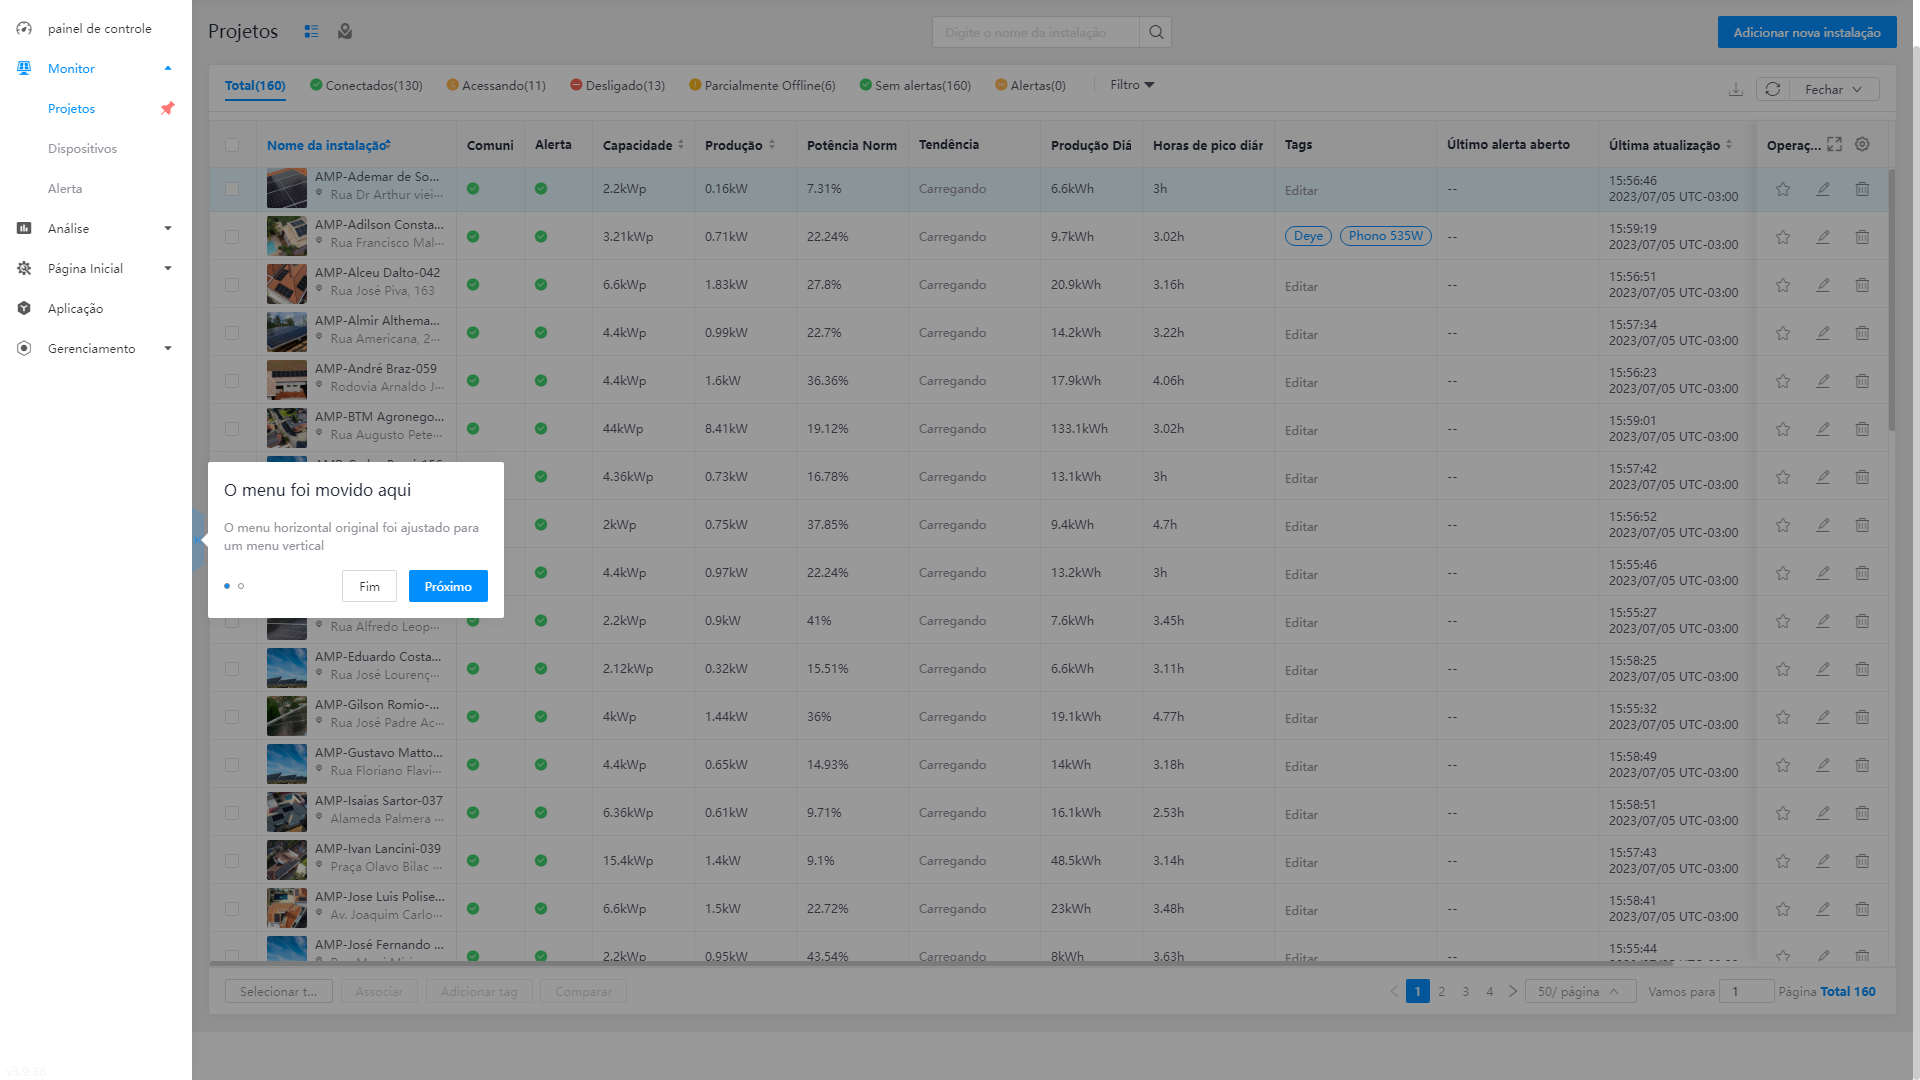 painel de controle
Monitor
Projetos
Dispositivos
Alerta
Análise
Página Inicial
Aplicação
Gerenciamento
v3.9.36
Projetos
Digite o nome da instalação
Adicionar nova instalação
Total(160) Conectados(130) Acessando(11) Desligado(13) Parcialmente Offline(6) Sem alertas(160) Alertas(0) Filtro
Fechar
Nome da instalação Comuni Alerta Capacidade Produção Potência Norm Tendência Produção Diá Horas de pico diár Tags Último alerta aberto Última atualização Operaç...
AMP-Ademar de So... 2.2kWp 0.16kW 7.31% Carregando 6.6kWh 3h Editar -- 15:56:46
Rua Dr Arthur viei... 2023/07/05 UTC-03:00
AMP-Adilson Consta... 3.21kWp 0.71kW 22.24% Carregando 9.7kWh 3.02h Deye Phono 535W -- 15:59:19
Rua Francisco Mal... 2023/07/05 UTC-03:00
AMP-Alceu Dalto-042 6.6kWp 1.83kW 27.8% Carregando 20.9kWh 3.16h Editar -- 15:56:51
Rua José Piva, 163 2023/07/05 UTC-03:00
AMP-Almir Althema... 4.4kWp 0.99kW 22.7% Carregando 14.2kWh 3.22h Editar -- 15:57:34
Rua Americana, 2... 2023/07/05 UTC-03:00
AMP-André Braz-059 4.4kWp 1.6kW 36.36% Carregando 17.9kWh 4.06h Editar -- 15:56:23
Rodovia Arnaldo J... 2023/07/05 UTC-03:00
AMP-BTM Agronego... 44kWp 8.41kW 19.12% Carregando 133.1kWh 3.02h Editar -- 15:59:01
Rua Augusto Pete... 2023/07/05 UTC-03:00
4.36kWp 0.73kW 16.78% Carregando 13.1kWh 3h Editar -- 15:57:42
2023/07/05 UTC-03:00
2kWp 0.75kW 37.85% Carregando 9.4kWh 4.7h Editar -- 15:56:52
2023/07/05 UTC-03:00
4.4kWp 0.97kW 22.24% Carregando 13.2kWh 3h Editar -- 15:55:46
2023/07/05 UTC-03:00
2.2kWp 0.9kW 41% Carregando 7.6kWh 3.45h Editar -- 15:55:27
Rua Alfredo Leop... 2023/07/05 UTC-03:00
AMP-Eduardo Costa... 2.12kWp 0.32kW 15.51% Carregando 6.6kWh 3.11h Editar -- 15:58:25
Rua José Lourenç... 2023/07/05 UTC-03:00
AMP-Gilson Romio-... 4kWp 1.44kW 36% Carregando 19.1kWh 4.77h Editar -- 15:55:32
Rua José Padre Ac... 2023/07/05 UTC-03:00
AMP-Gustavo Matto... 4.4kWp 0.65kW 14.93% Carregando 14kWh 3.18h Editar -- 15:58:49
Rua Floriano Flavi... 2023/07/05 UTC-03:00
AMP-Isaias Sartor-037 6.36kWp 0.61kW 9.71% Carregando 16.1kWh 2.53h Editar -- 15:58:51
Alameda Palmera ... 2023/07/05 UTC-03:00
AMP-Ivan Lancini-039 15.4kWp 1.4kW 9.1% Carregando 48.5kWh 3.14h Editar -- 15:57:43
Praça Olavo Bilac ... 2023/07/05 UTC-03:00
AMP-Jose Luis Polise... 6.6kWp 1.5kW 22.72% Carregando 23kWh 3.48h Editar -- 15:58:41
Av. Joaquim Carlo... 2023/07/05 UTC-03:00
AMP-José Fernando ... 2.2kWp 0.95kW 43.54% Carregando 8kWh 3.63h Editar -- 15:55:44
O menu foi movido aqui
O menu horizontal original foi ajustado para
um menu vertical
Fim Próximo
Selecionar t... Associar Adicionar tag Comparar
1 2 3 4 50/ página Vamos para 1 Página Total 160